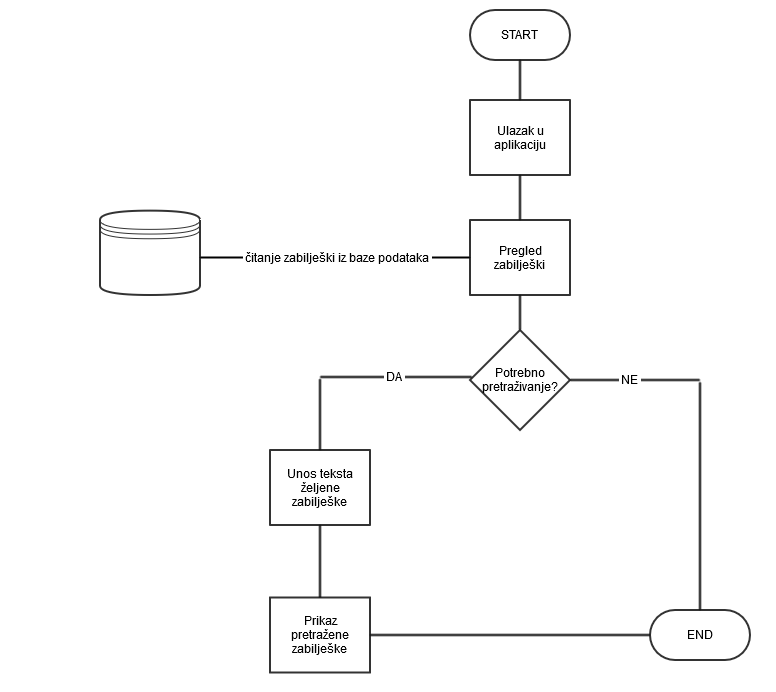 START
Ulazak u
aplikaciju
Pregled
zabilješki
čitanje zabilješki iz baze podataka
Potrebno
pretraživanje?
DA
NE
Unos teksta
željene
zabilješke
Prikaz
pretražene
zabilješke
END